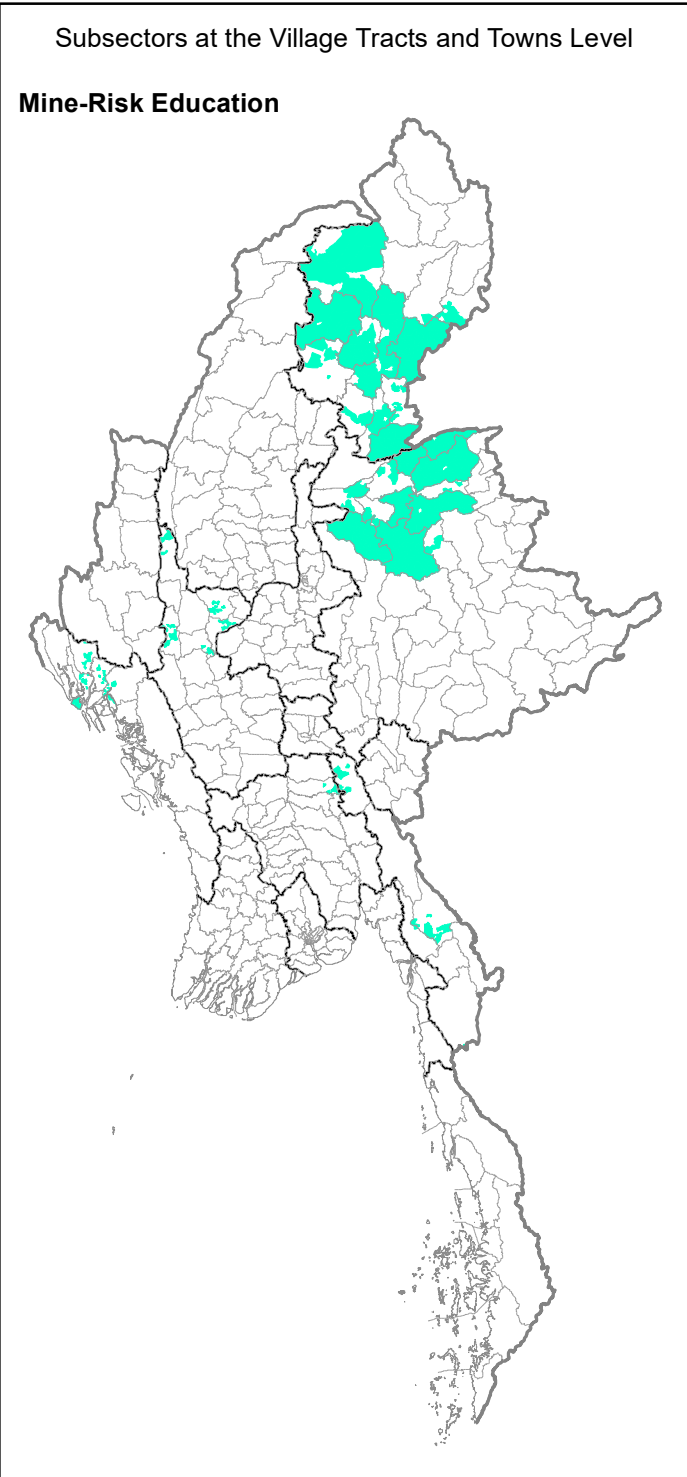 Subsectors at the Village Tracts and Towns Level
Mine-Risk Education